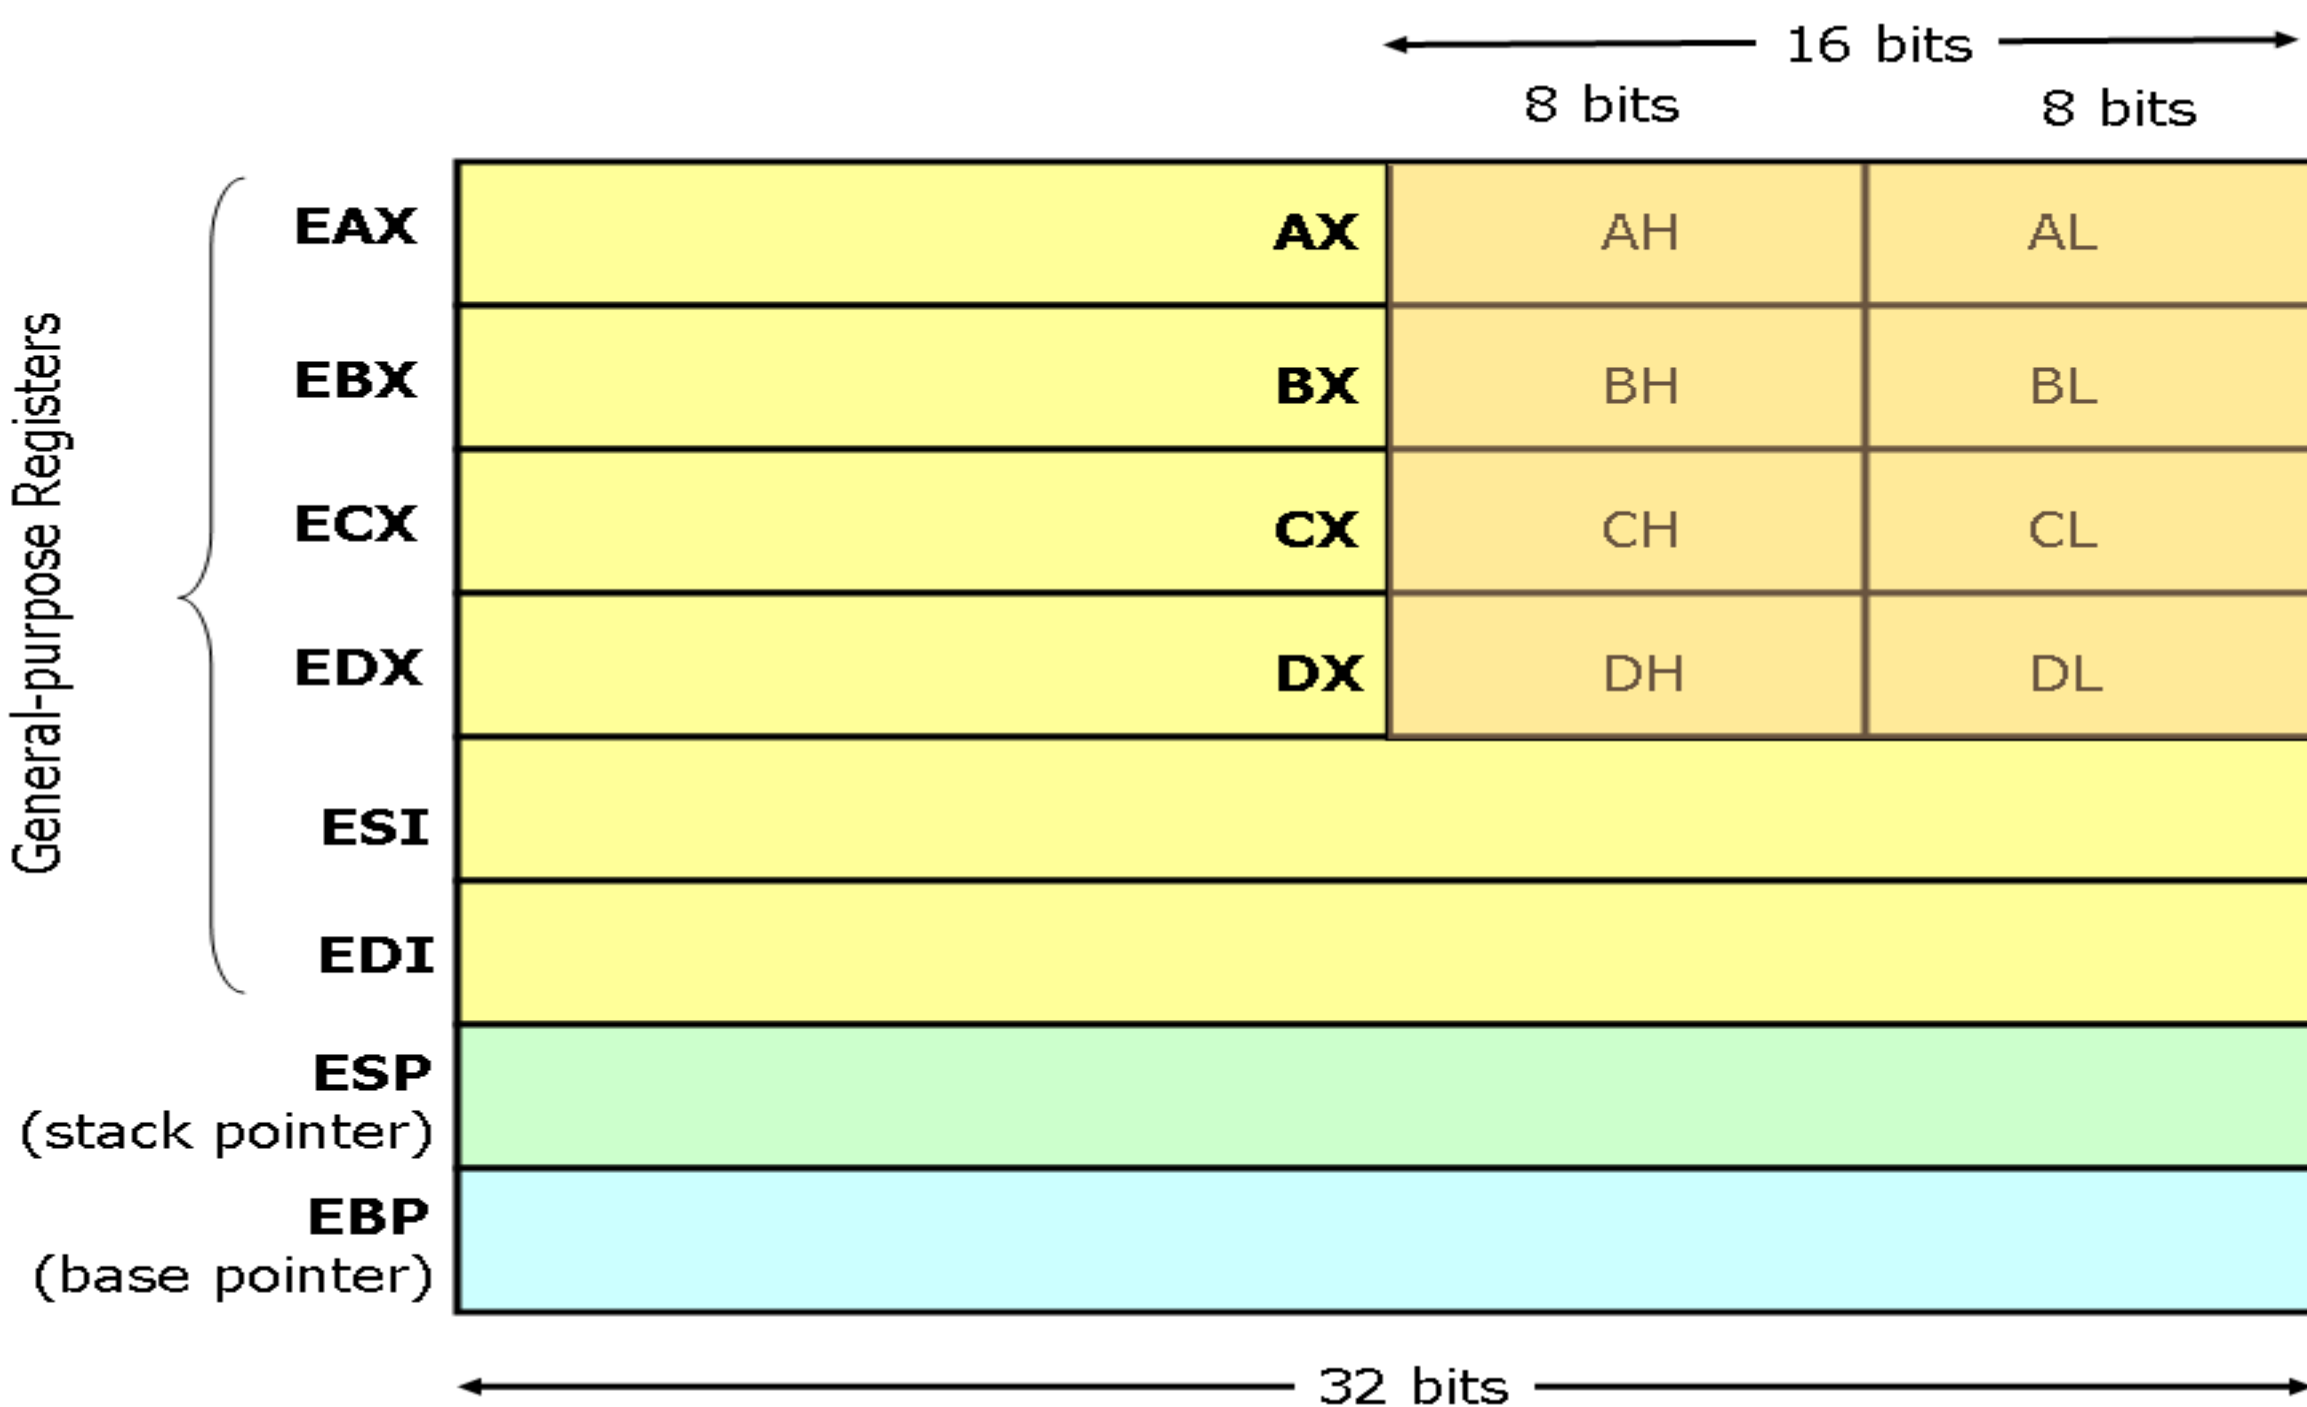 16 bits
8 bits 8 bits
General-purpose Registers
EAX AX AH AL
EBX BX BH BL
ECX CX CH CL
EDX DX DH DL
ESI
EDI
ESP
(stack pointer)
EBP
(base pointer)
32 bits